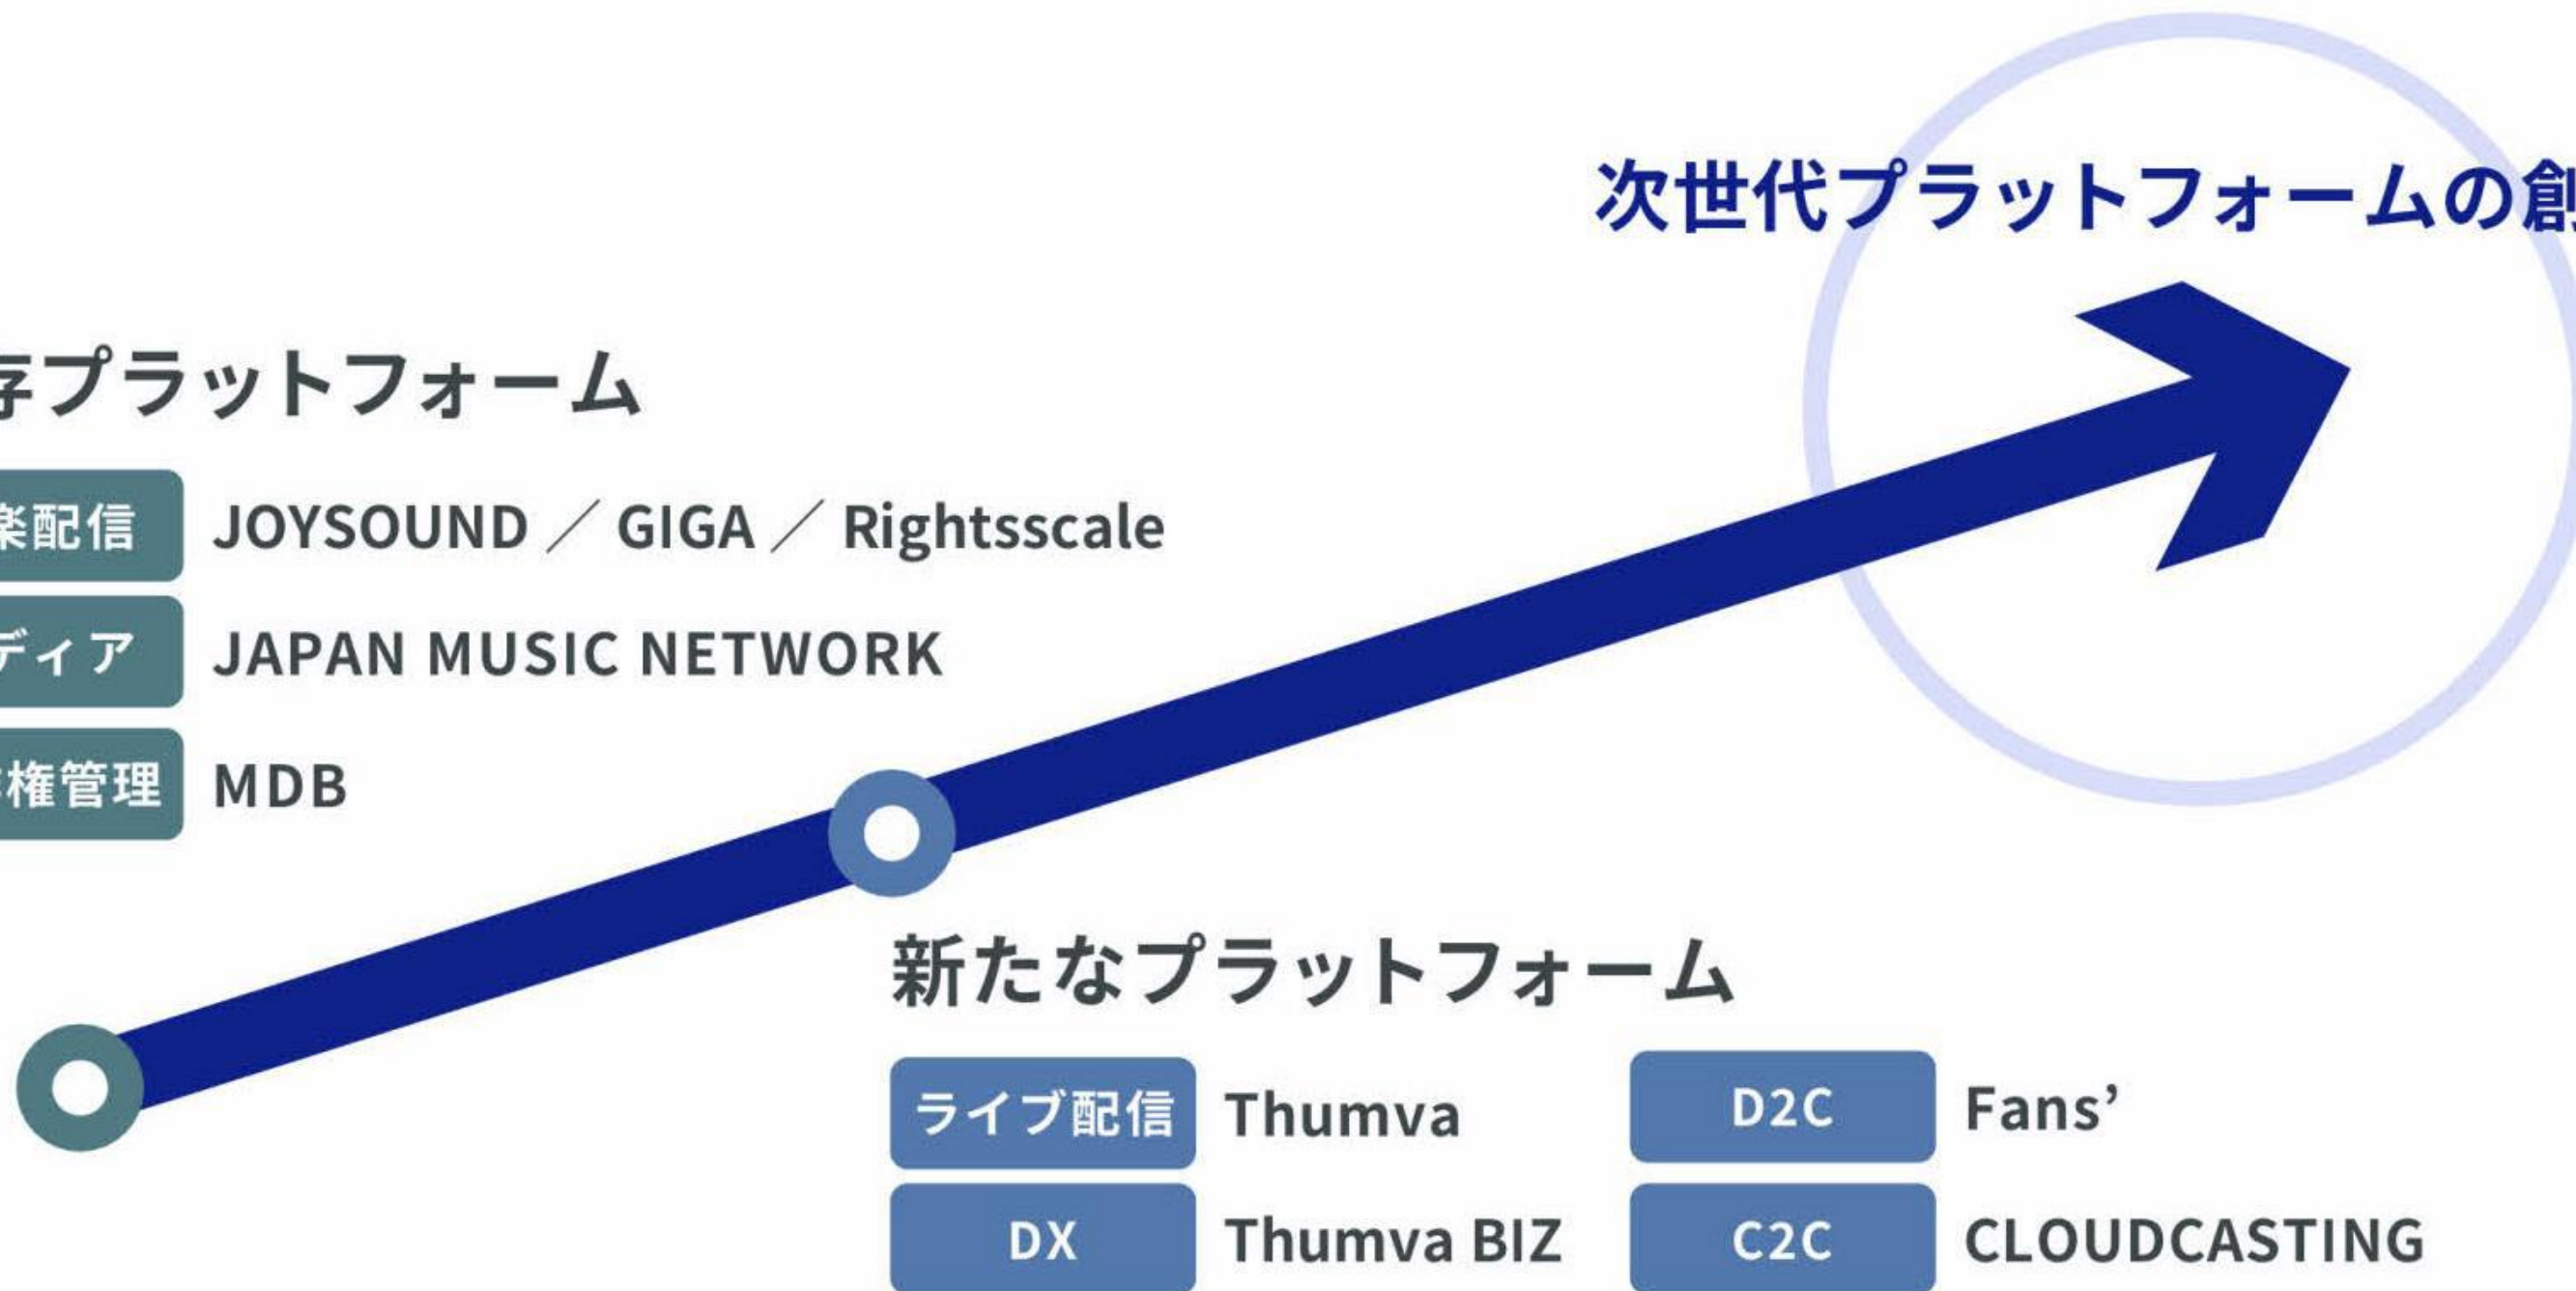 次世代プラットフォームの創
存プラットフォーム
楽配信 JOYSOUND ／ GIGA ／ Rightsscale
ディア JAPAN MUSIC NETWORK
権管理 MDB
新たなプラットフォーム
ライブ配信 Thumva D2C Fans’
DX Thumva BIZ C2C CLOUDCASTING